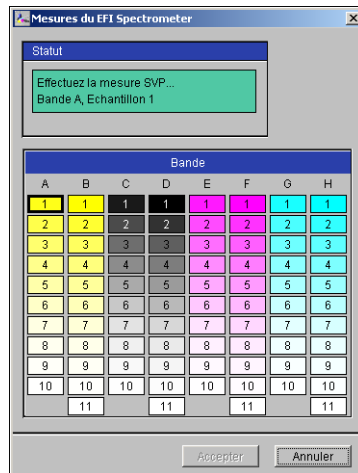 Mesures du EFI Spectrometer
Statut
Effectuez la mesure SVP...
Bande A, Echantillon 1
Bande
A B C D E F G H
1 1 1 1 1 1 1 1
2 2 2 2 2 2 2 2
3 3 3 3 3 3 3 3
4 4 4 4 4 4 4 4
5 5 5 5 5 5 5 5
6 6 6 6 6 6 6 6
7 7 7 7 7 7 7 7
8 8 8 8 8 8 8 8
9 9 9 9 9 9 9 9
10 10 10 10 10 10 10 10
11 11 11 11
Accepter Annuler